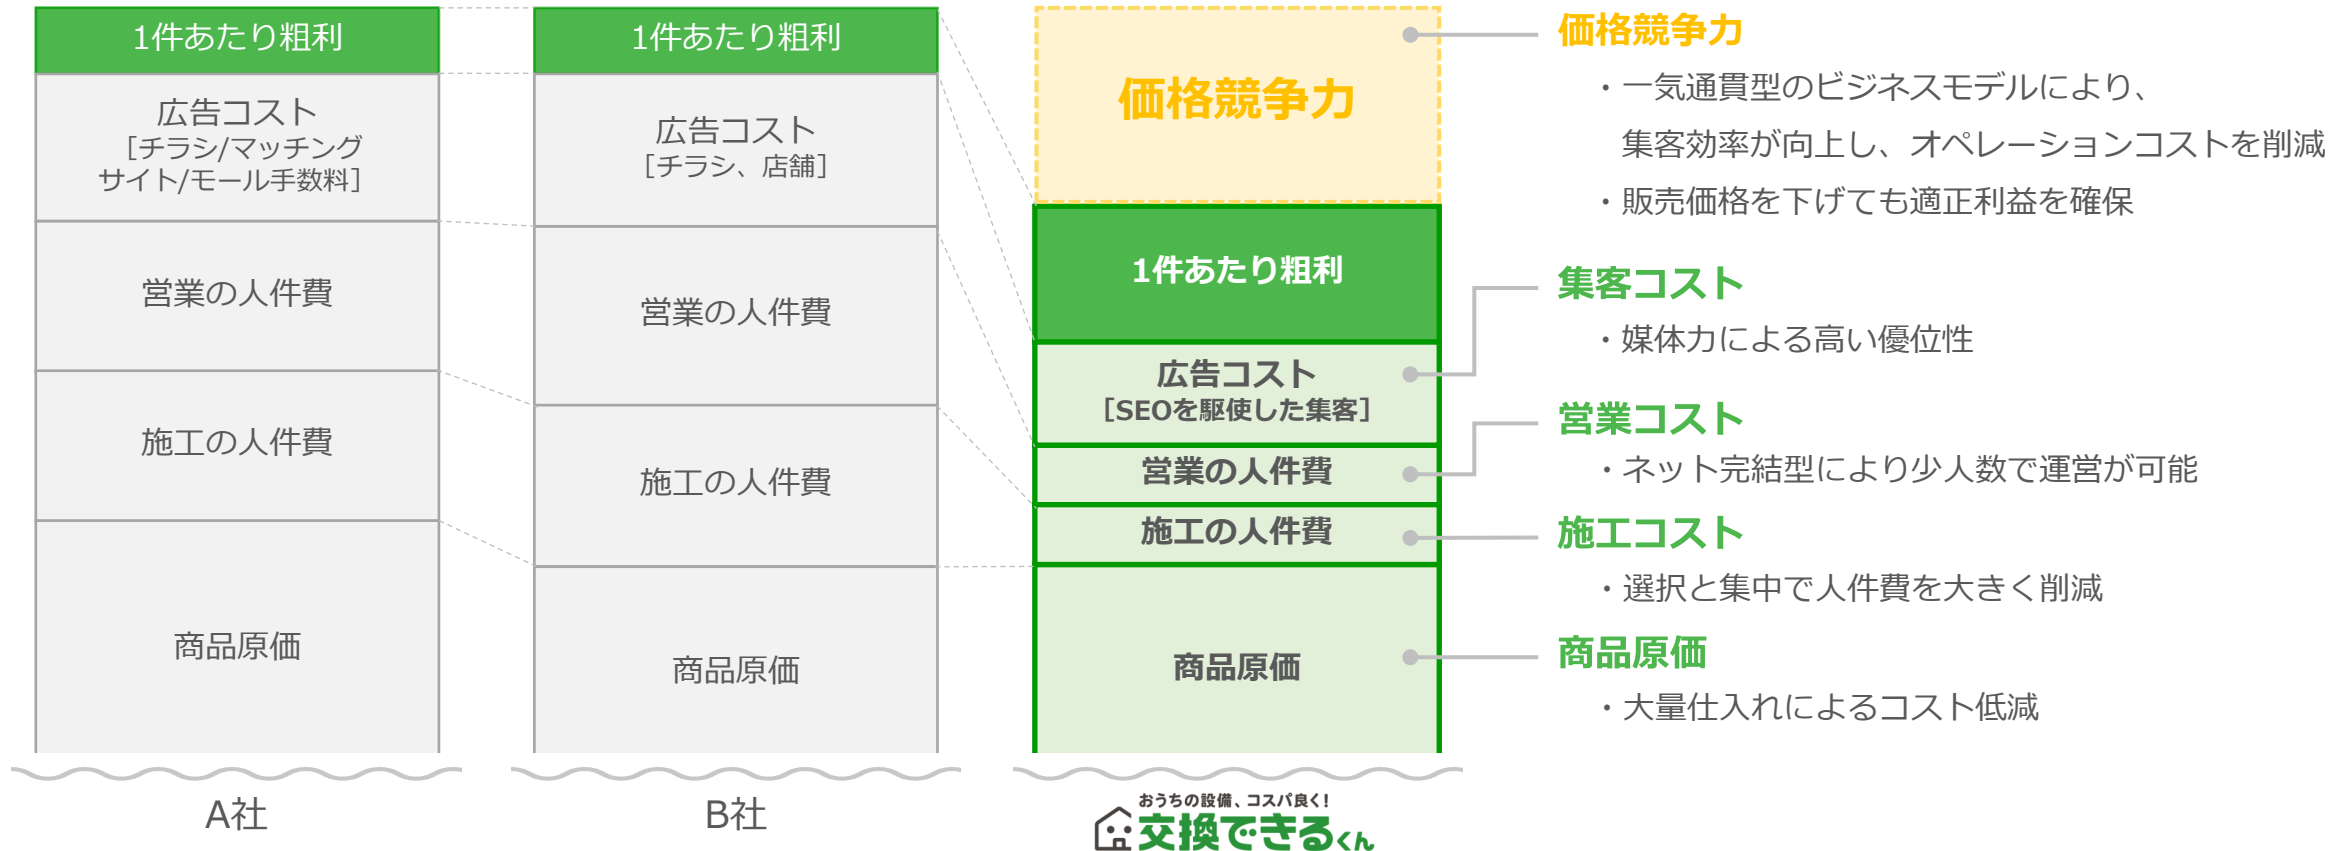 1件あたり粗利
広告コスト
［チラシ/マッチング
サイト/モール手数料］
営業の人件費
施工の人件費
商品原価
A社
1件あたり粗利
広告コスト
［チラシ、店舗］
営業の人件費
施工の人件費
商品原価
B社
価格競争力
1件あたり粗利
広告コスト
［SEOを駆使した集客］
営業の人件費
施工の人件費
商品原価
おうちの設備、コスパ良く!
交換できるくん
価格競争力
・一気通貫型のビジネスモデルにより、
集客効率が向上し、オペレーションコストを削減
・販売価格を下げても適正利益を確保
集客コスト
・媒体力による高い優位性
営業コスト
・ネット完結型により少人数で運営が可能
施工コスト
・選択と集中で人件費を大きく削減
商品原価
・大量仕入れによるコスト低減